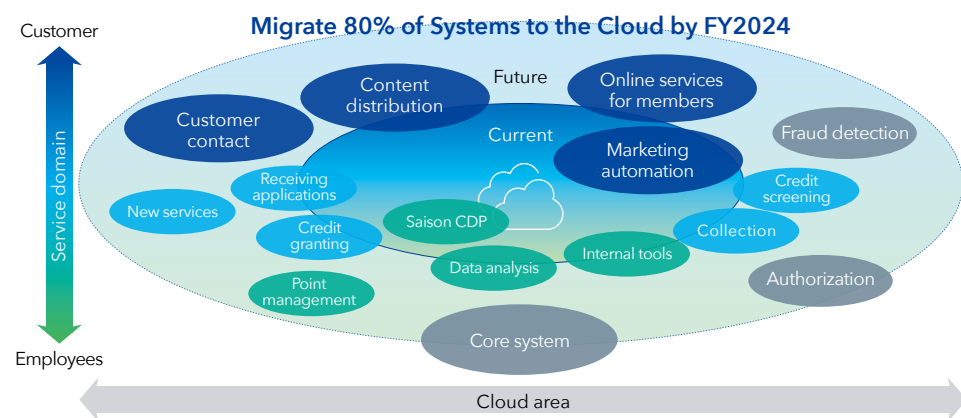 Migrate 80% of Systems to the Cloud by FY2024
Customer
Service domain
Employees
Future
Content
distribution
Online services
for members
Customer
contact
Current
Fraud detection
Marketing
automation
Receiving
applications
Credit
screening
New services
Saison CDP
Credit
granting
Collection
Internal tools
Data analysis
Point
management
Authorization
Core system
Cloud area